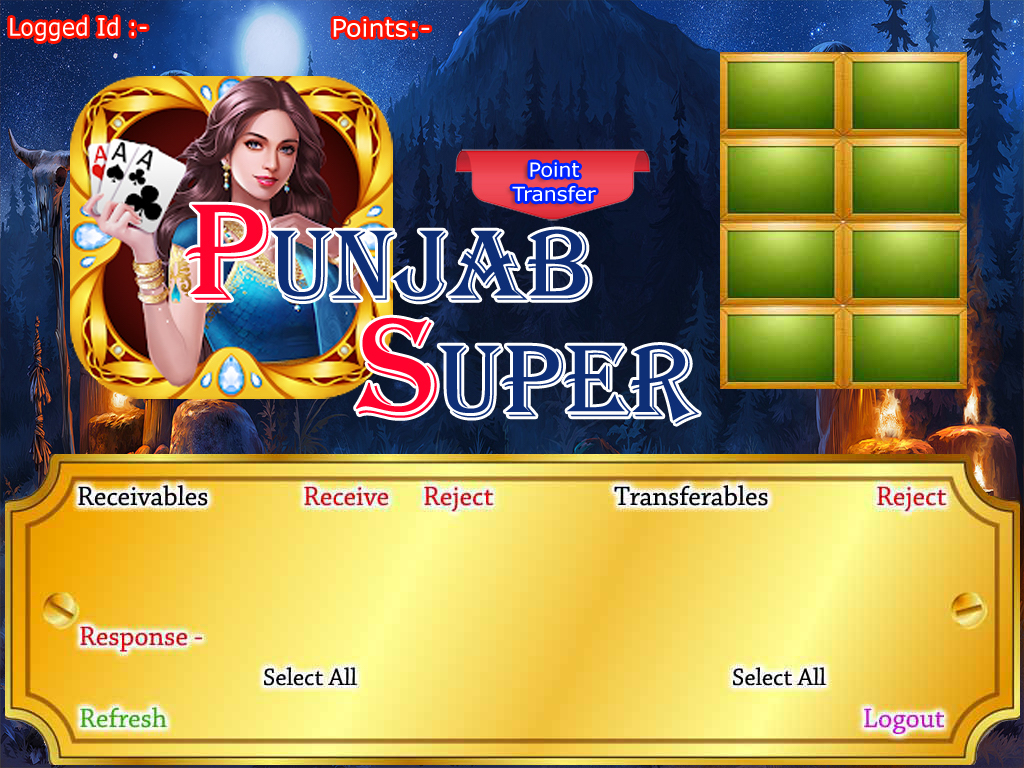 Logged Id :-
Points:-
A
A
A
Point
Transfer
PUNJAB
SUPER
Receivables
Receive
Reject
Transferables
Reject
Response -
Select All
Select All
Refresh
Logout